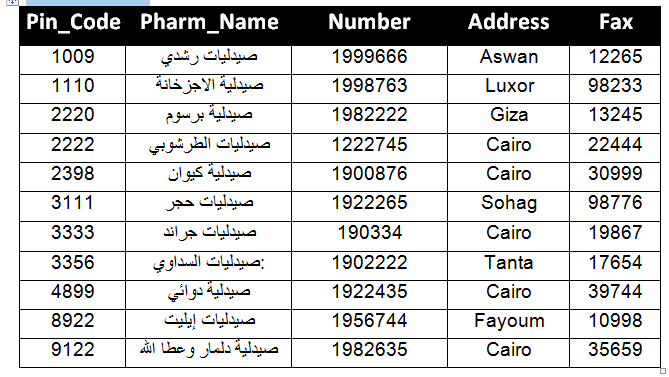 Pin_Code Pharm_Name Number Address Fax
1009 صيدليات رشدي 1999666 Aswan 12265
1110 صيدلية الاجزخانة 1998763 Luxor 98233
2220 صيدلية برسوم 1982222 Giza 13245
2222 صيدليات الطرشوبي 1222745 Cairo 22444
2398 صيدلية كيوان 1900876 Cairo 30999
3111 صيدليات حجر 1922265 Sohag 98776
3333 صيدليات جراند 190334 Cairo 19867
3356 صيدليات السداوي: 1902222 Tanta 17654
4899 صيدلية دوائي 1922435 Cairo 39744
8922 صيدليات إيليت 1956744 Fayoum 10998
9122 صيدلية دلمار وعطا الله 1982635 Cairo 35659